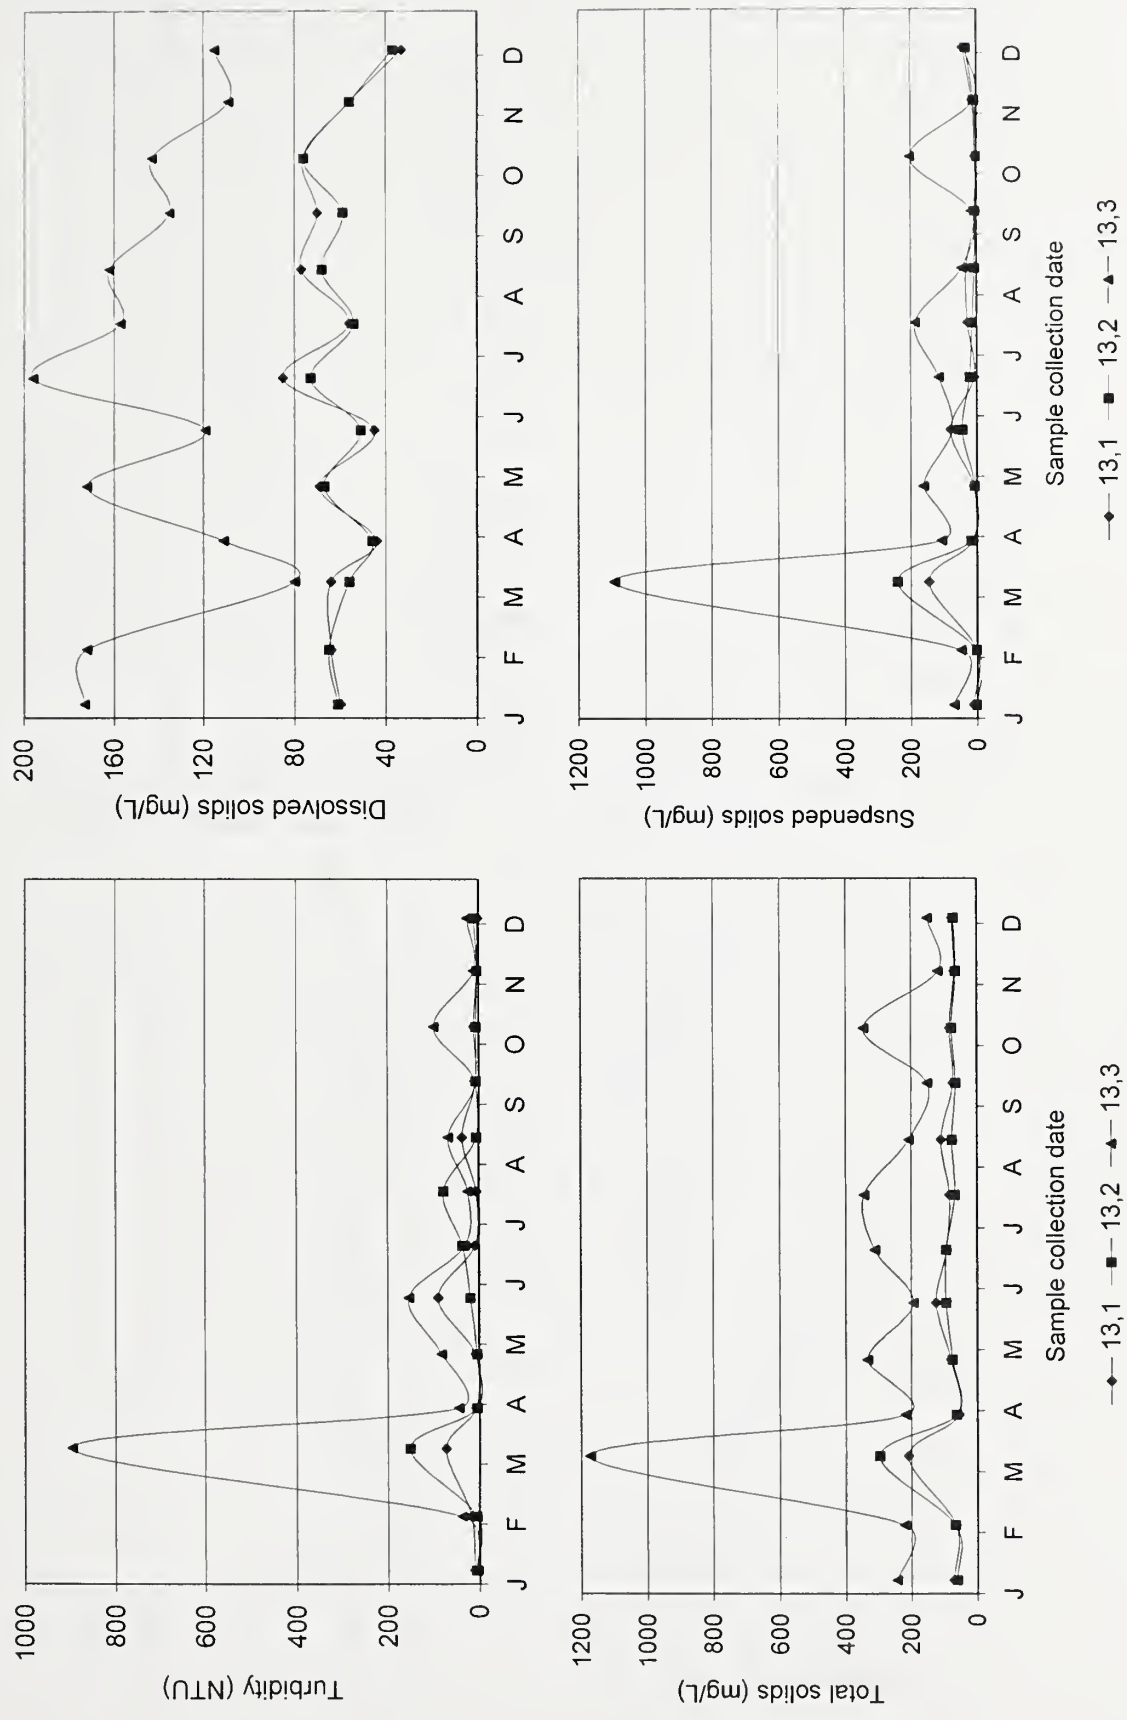 Turbidity (NTU)
1000
800
600
400
200
0
J F M A M J J A S O N D
Dissolved solids (mg/L)
200
160
120
80
40
0
J F M A M J J A S O N D
Total solids (mg/L)
1200
1000
800
600
400
200
0
J F M A M J J A S O N D
Sample collection date
13,1 13,2 13,3
Suspended solids (mg/L)
1200
1000
800
600
400
200
0
J F M A M J J A S O N D
Sample collection date
13,1 13,2 13,3